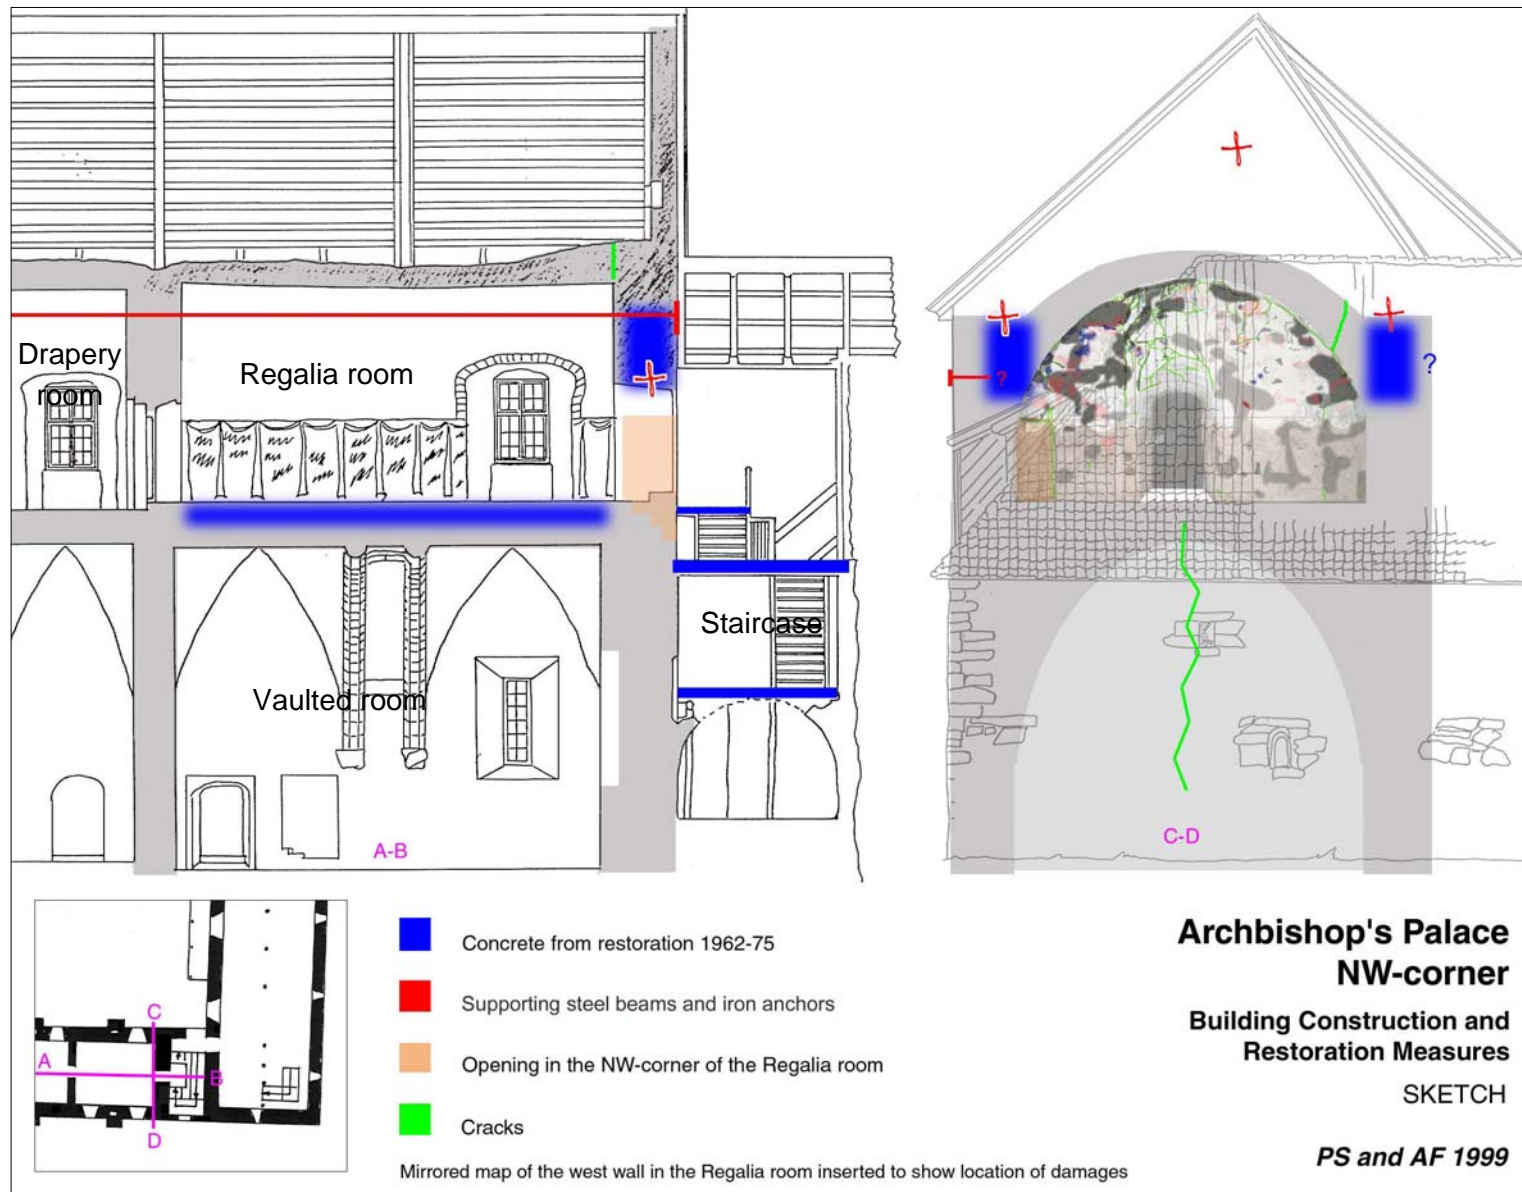 Drapery
room
Regalia room
Vaulted room
Staircase
A-B
?
?
C-D
C
A
B
D
Concrete from restoration 1962-75
Supporting steel beams and iron anchors
Opening in the NW-corner of the Regalia room
Cracks
Mirrored map of the west wall in the Regalia room inserted to show location of damages
Archbishop's Palace
NW-corner
Building Construction and
Restoration Measures
SKETCH
PS and AF 1999